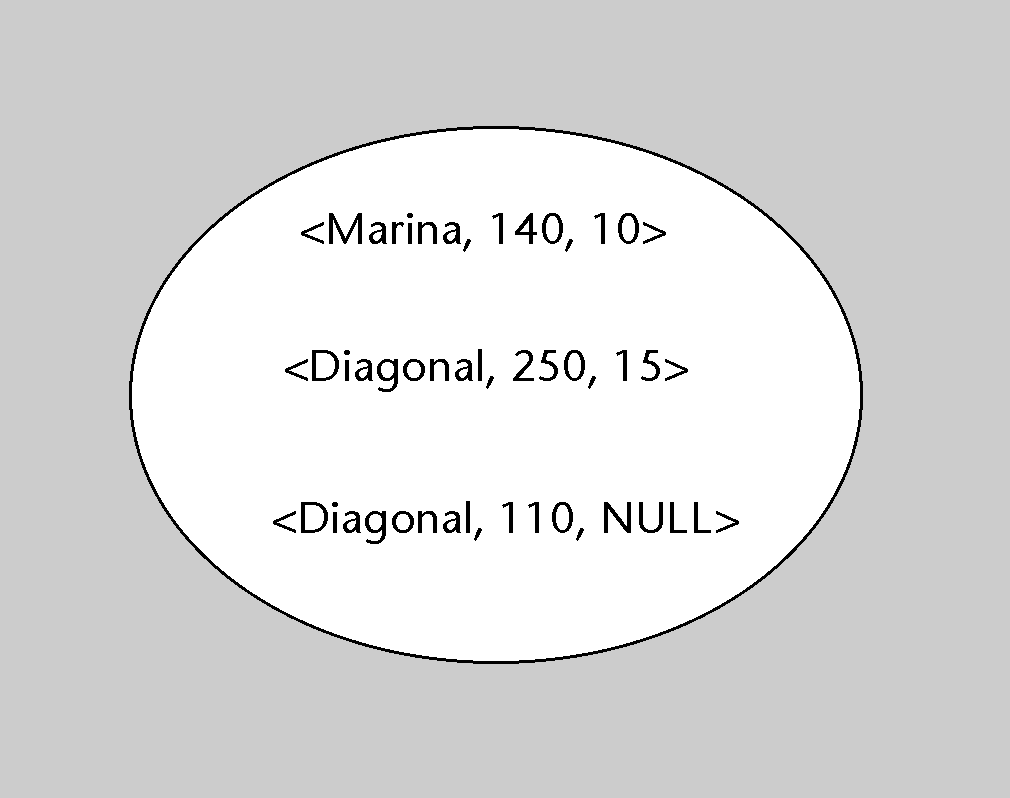 <Marina, 140, 10>
<Diagonal, 250, 15>
<Diagonal, 110, NULL>